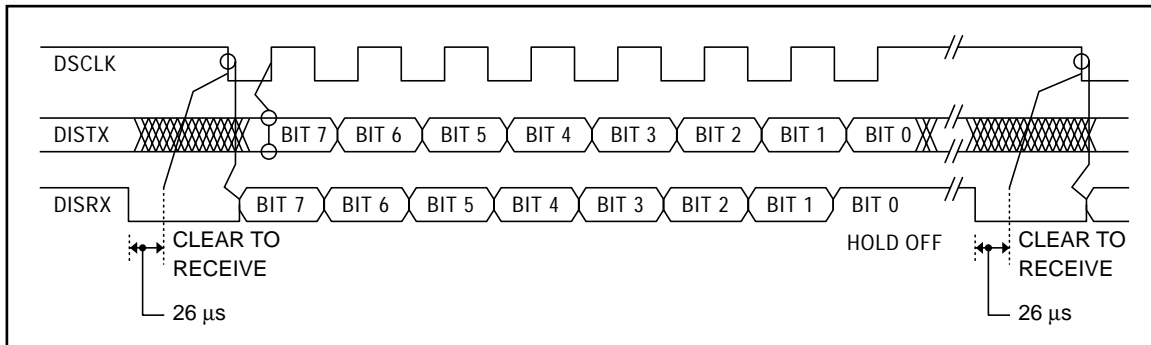 DSCLK
DISTX
BIT 7 BIT 6 BIT 5 BIT 4 BIT 3 BIT 2 BIT 1 BIT 0
DISRX
BIT 7 BIT 6 BIT 5 BIT 4 BIT 3 BIT 2 BIT 1 BIT 0
CLEAR TO
RECEIVE
26 µs
HOLD OFF
CLEAR TO
RECEIVE
26 µs